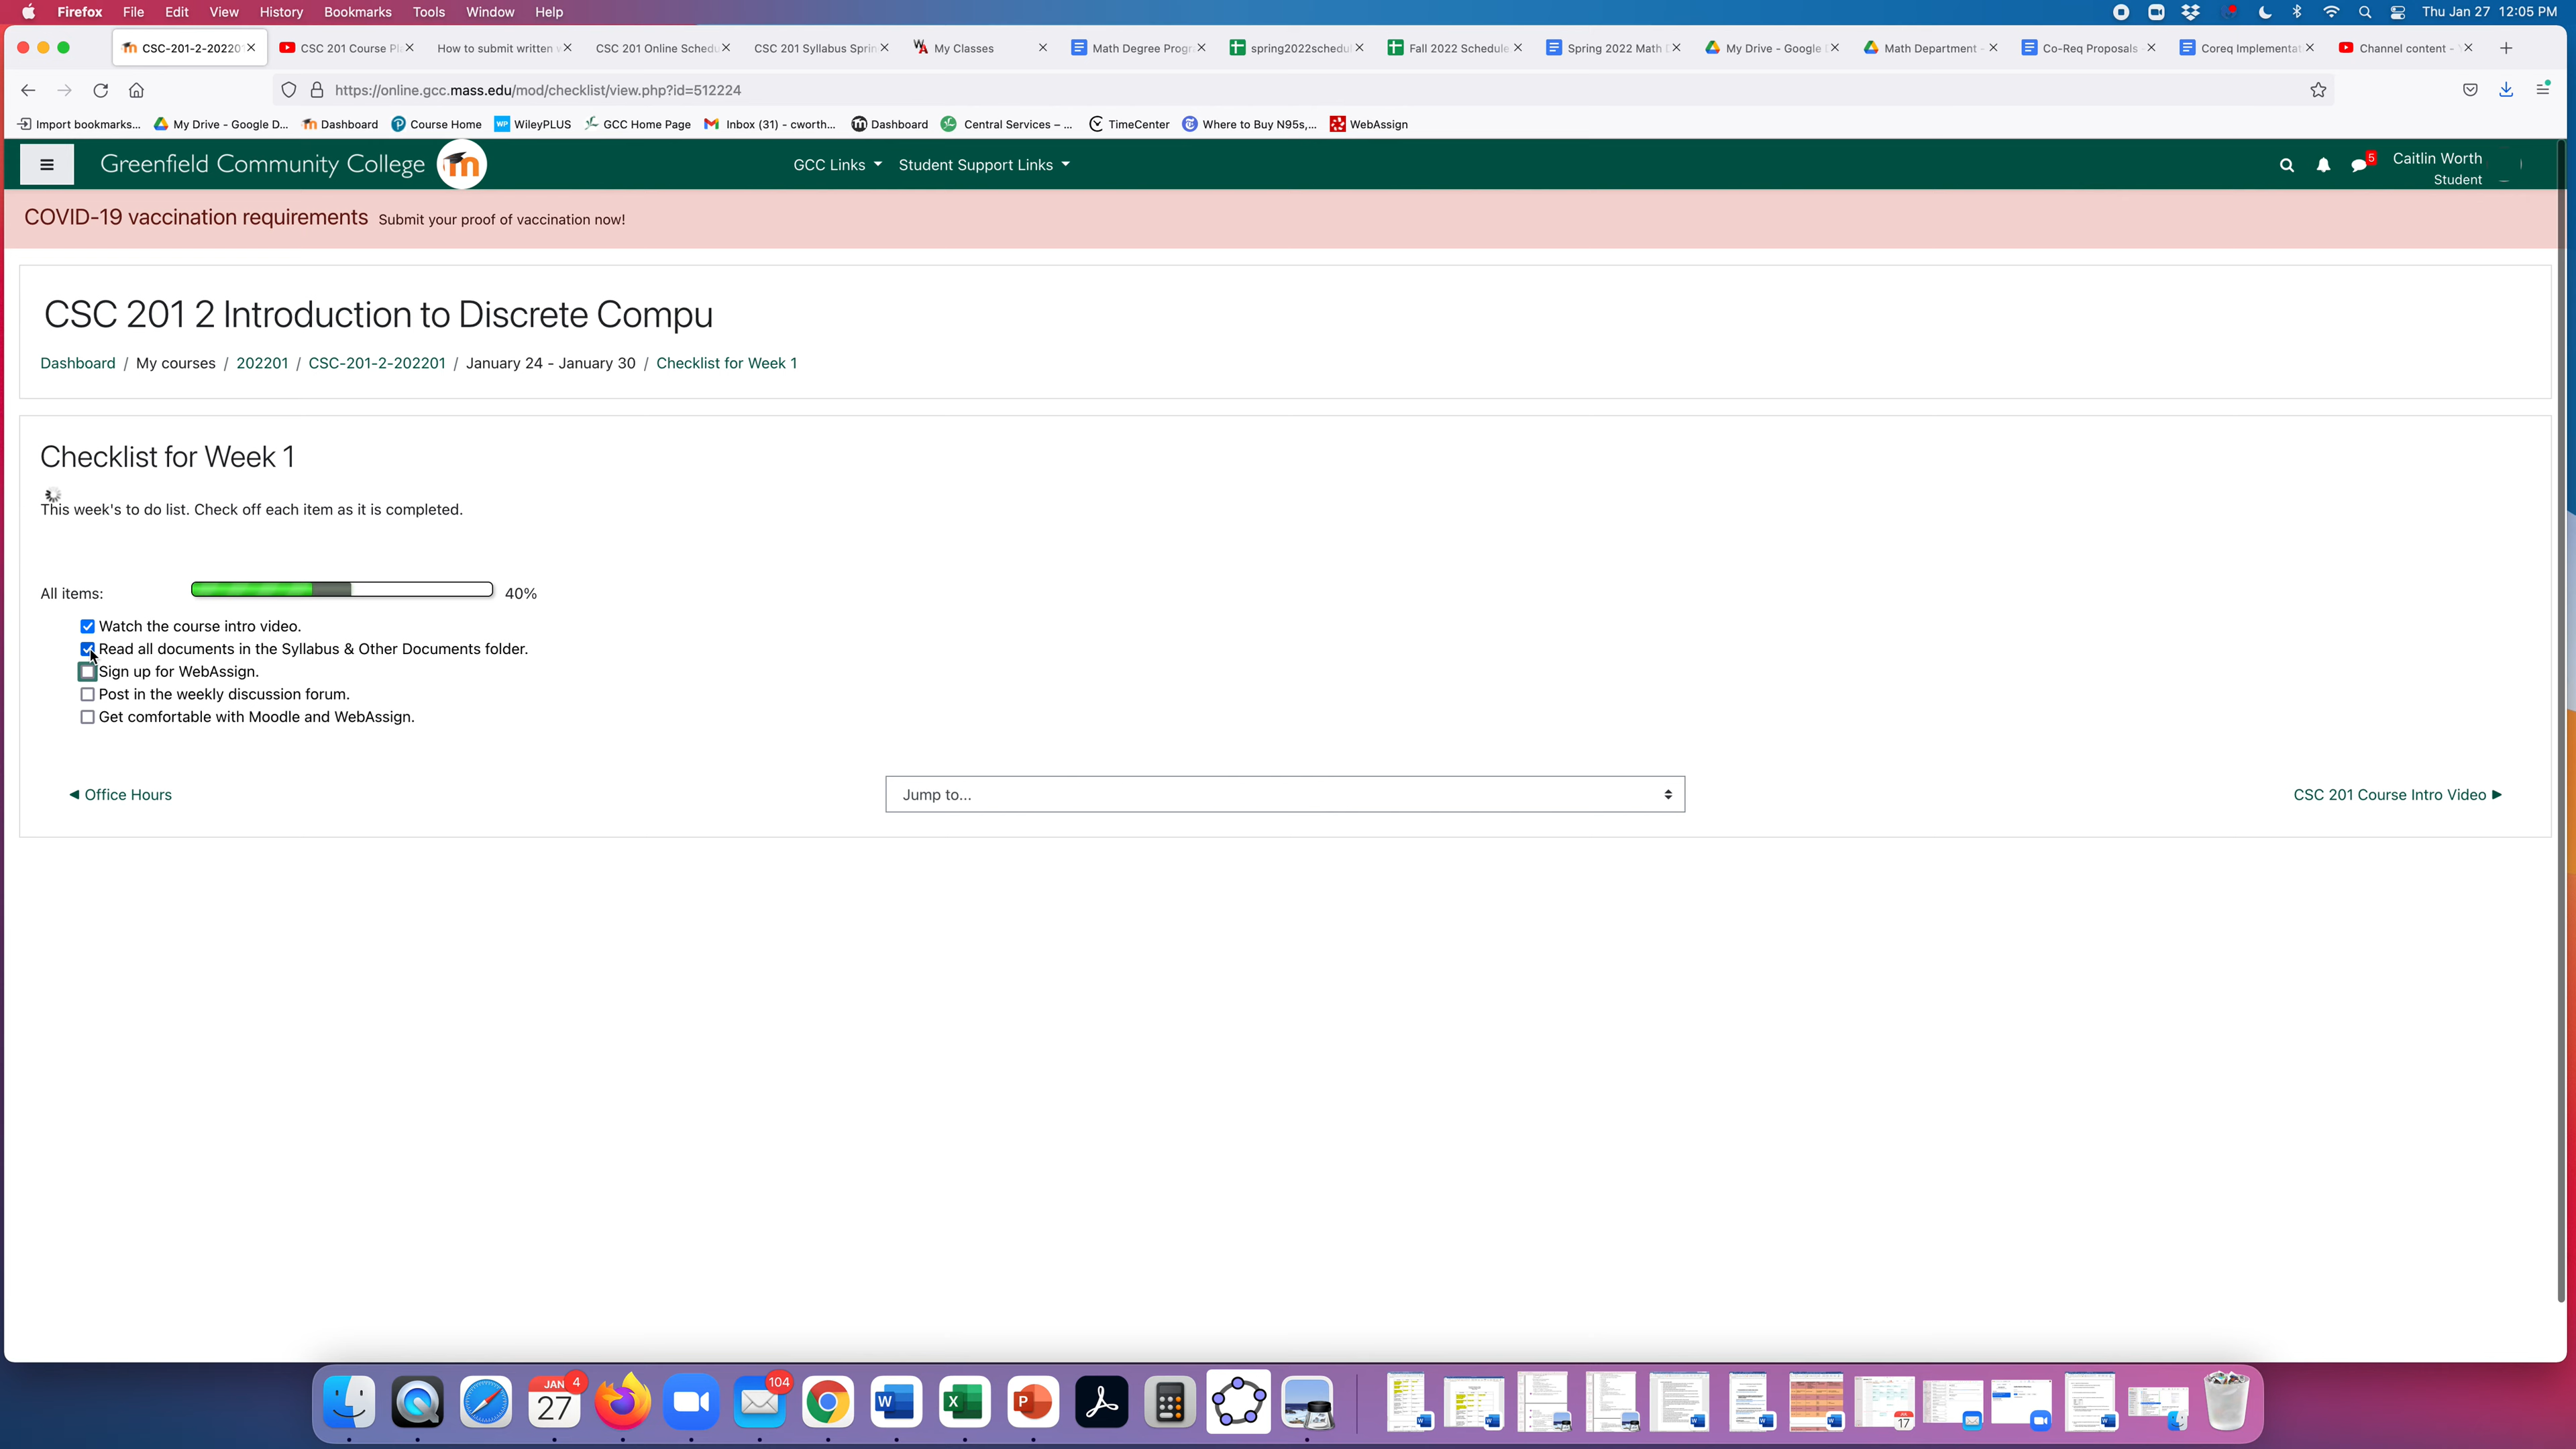 Firefox File Edit View History Bookmarks Tools Window Help Thu Jan 27 12:05 PM
CSC-201-2-20220 CSC 201 Course Pl How to submit written CSC 201 Online Schedu CSC 201 Syllabus Sprin My Classes Math Degree Progr spring2022schedul Fall 2022 Schedule Spring 2022 Math My Drive - Google Math Department - Co-Req Proposals Coreq Implementat Channel content -
https://online.gcc.mass.edu/mod/checklist/view.php?id=512224
Import bookmarks... My Drive - Google D... Dashboard Course Home WileyPLUS GCC Home Page Inbox (31) - cworth... Dashboard Central Services – ... TimeCenter Where to Buy N95s,... WebAssign
Greenfield Community College GCC Links Student Support Links 5 Caitlin Worth
Student
COVID-19 vaccination requirements Submit your proof of vaccination now!
CSC 201 2 Introduction to Discrete Compu
Dashboard / My courses / 202201 / CSC-201-2-202201 / January 24 - January 30 / Checklist for Week 1
Checklist for Week 1
This week's to do list. Check off each item as it is completed.
All items: 40%
Watch the course intro video.
Read all documents in the Syllabus & Other Documents folder.
Sign up for WebAssign.
Post in the weekly discussion forum.
Get comfortable with Moodle and WebAssign.
◄ Office Hours Jump to... CSC 201 Course Intro Video ►
JAN 27 4 104 17